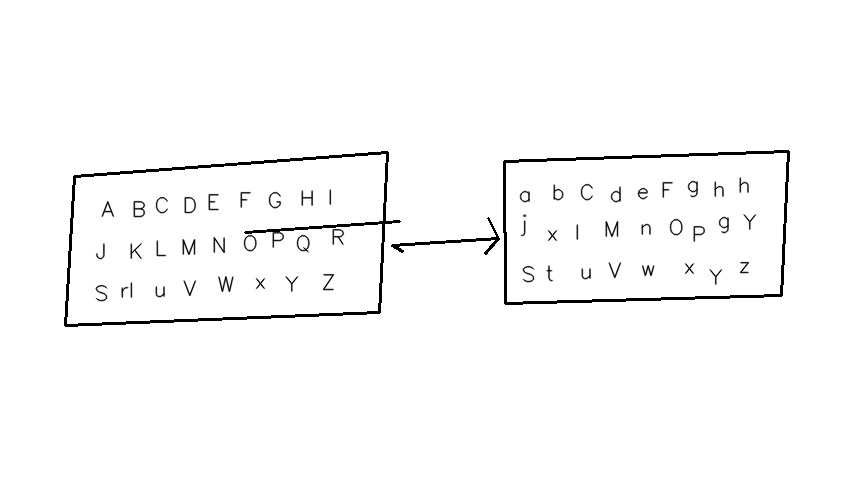 A B C D E F G H I
J K L M N O P Q R
S rl u V W x Y Z
a b C d e F g h h
j x l M n O p g Y
S t u V w x Y z